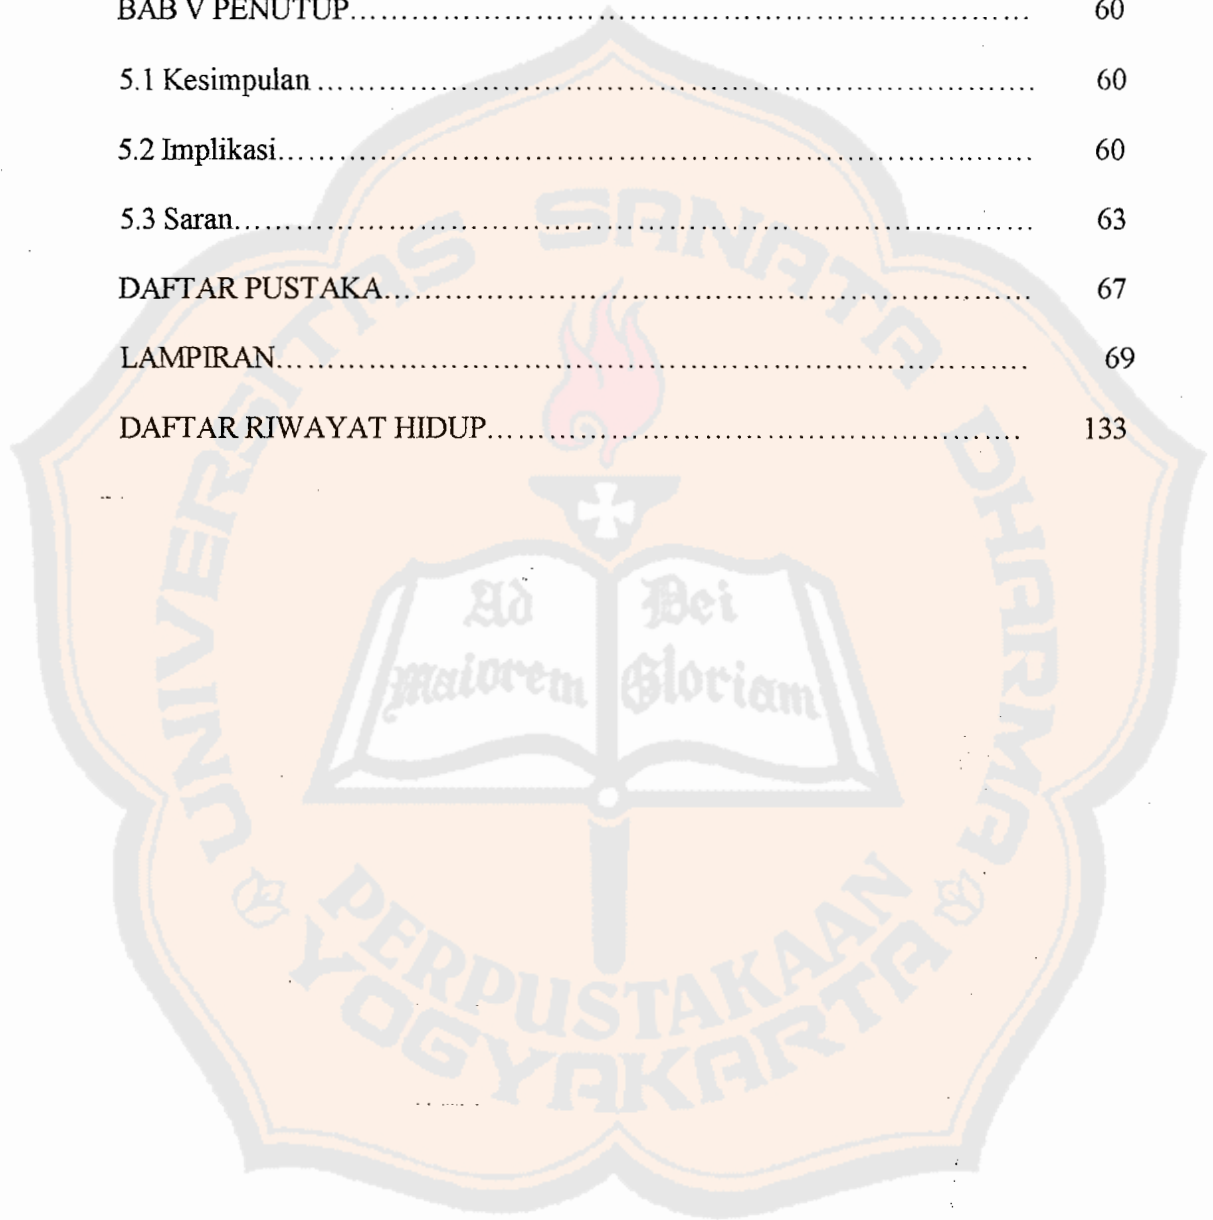 BAB V PENUTUP........................................................................ 60
5.1 Kesimpulan ........................................................................ 60
5.2 Implikasi........................................................................ 60
5.3 Saran........................................................................ 63
DAFTAR PUSTAKA........................................................................ 67
LAMPIRAN........................................................................ 69
DAFTAR RIWAYAT HIDUP........................................................................ 133
UNIVERSITAS SANATA DHARMA
Ad Dei
Maiorem Gloriam
PERPUSTAKAAN
YOGYAKARTA